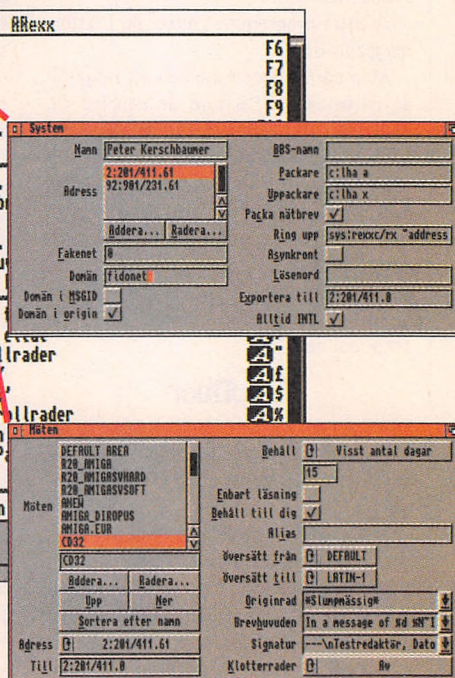 ARexx
F6
F7
F8
F9
System
Namn Peter Kerschbaumer
Adress 2:201/411.61
92:901/231.61
Addera... Radera...
Fakenet 0
Domän fidonet
Domän i MSGID
Domän i origin
BBS-namn
Packare c:lha a
Uppackare c:lha x
Packa nätbrev
Ring upp sys:rexxc/rx "address
Asynkront
Lösenord
Exportera till 2:201/411.0
Alltid INTL
llrader
A "
A £
A $
ollrader
A %
Möten
Möten
DEFAULT AREA
R20_AMIGA
R20_AMIGASVHARD
R20_AMIGASVSOFT
ANEW
AMIGA_DIROPUS
AMIGA.EUR
CD32
CD32
Addera... Radera...
Upp Ner
Sortera efter namn
Adress 2:201/411.61
Till 2:201/411.0
Behåll Visst antal dagar
15
Enbart läsning
Behåll till dig
Alias
Översätt från DEFAULT
Översätt till LATIN-1
Originrad *Slumpmässig*
Brevhuvuden In a message of %d %N"I
Signatur ---\nTestredaktär, Dato
Klotterrader Av